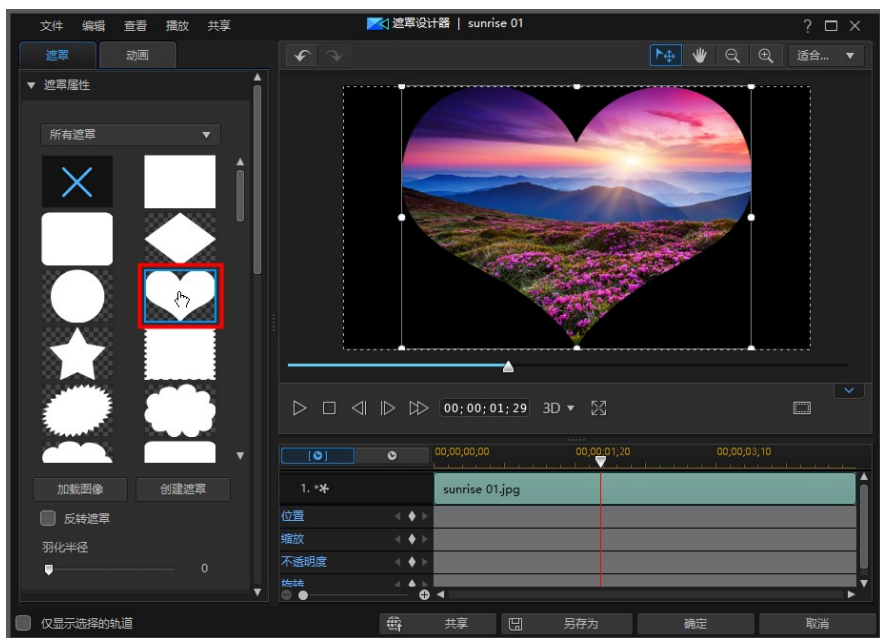 文件 编辑 查看 播放 共享
遮罩设计器 | sunrise 01
遮罩 动画
适合...
遮罩属性
所有遮罩
加载图像 创建遮罩
反转遮罩
羽化半径
0
00;00;01;29 3D
00;00;00;00 00;00;01;20 00;00;03;10
1.
sunrise 01.jpg
位置
缩放
不透明度
旋转
仅显示选择的轨道
共享 另存为 确定 取消